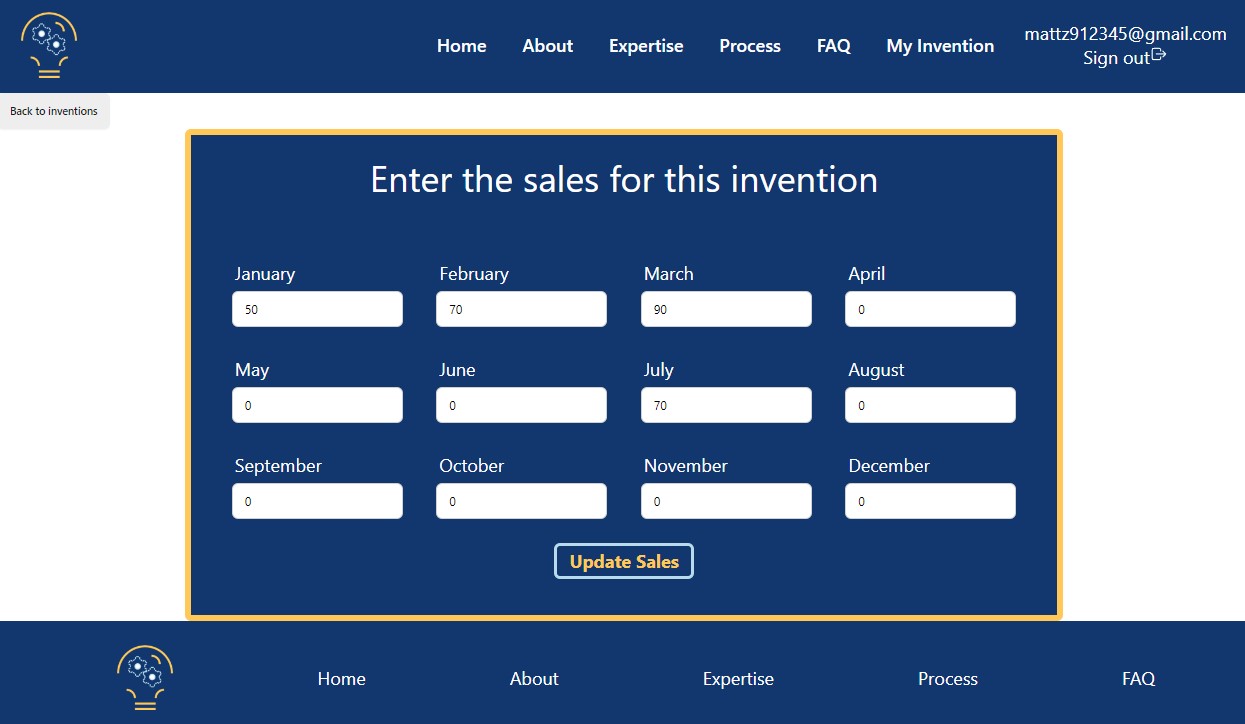 Home About Expertise Process FAQ My Invention mattz912345@gmail.com
Sign out
Back to inventions
Enter the sales for this invention
January February March April
50 70 90 0
May June July August
0 0 70 0
September October November December
0 0 0 0
Update Sales
Home About Expertise Process FAQ